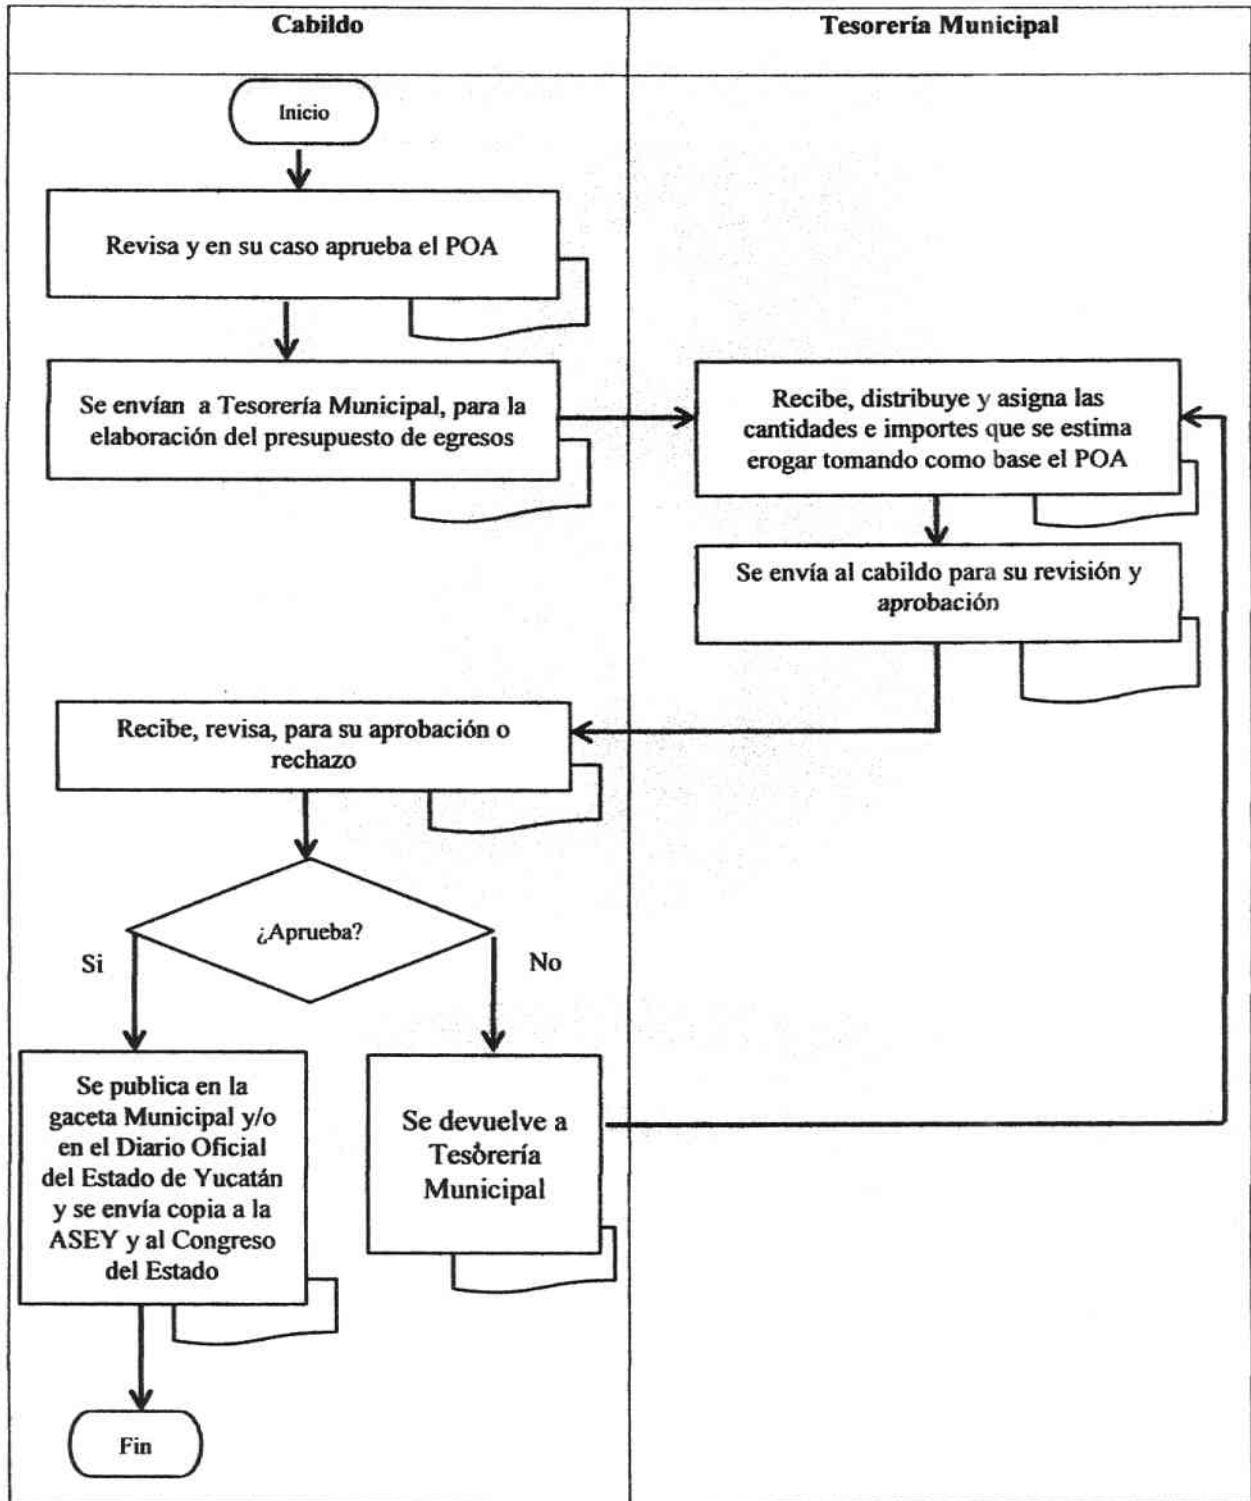 Cabildo
Tesorería Municipal
Inicio
Revisa y en su caso aprueba el POA
Se envían a Tesorería Municipal, para la
elaboración del presupuesto de egresos
Recibe, distribuye y asigna las
cantidades e importes que se estima
erogar tomando como base el POA
Se envía al cabildo para su revisión y
aprobación
Recibe, revisa, para su aprobación o
rechazo
¿Aprueba?
Si
No
Se publica en la
gaceta Municipal y/o
en el Diario Oficial
del Estado de Yucatán
y se envía copia a la
ASEY y al Congreso
del Estado
Se devuelve a
Tesorería
Municipal
Fin